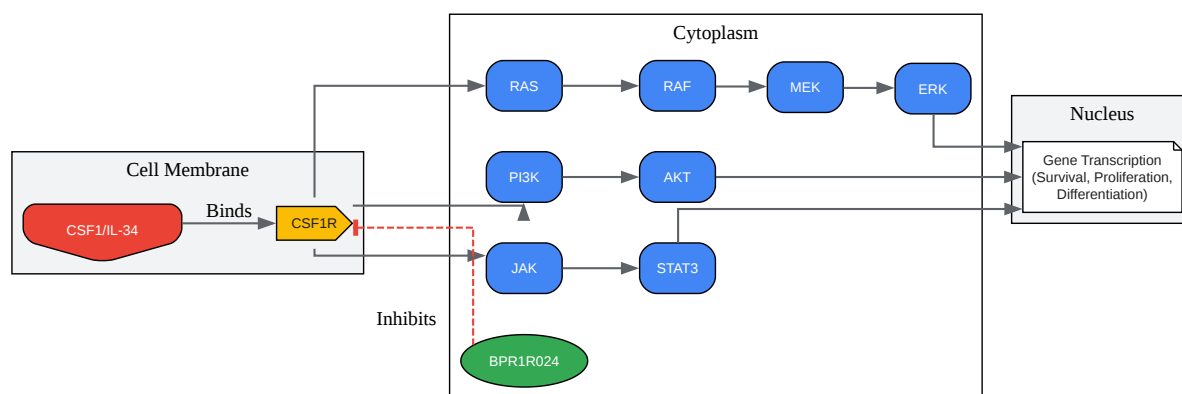 Cytoplasm
RAS
RAF
MEK
ERK
Nucleus
Gene Transcription
(Survival, Proliferation,
Differentiation)
Cell Membrane
CSF1/IL-34
Binds
CSF1R
PI3K
AKT
JAK
STAT3
Inhibits
BPR1R024